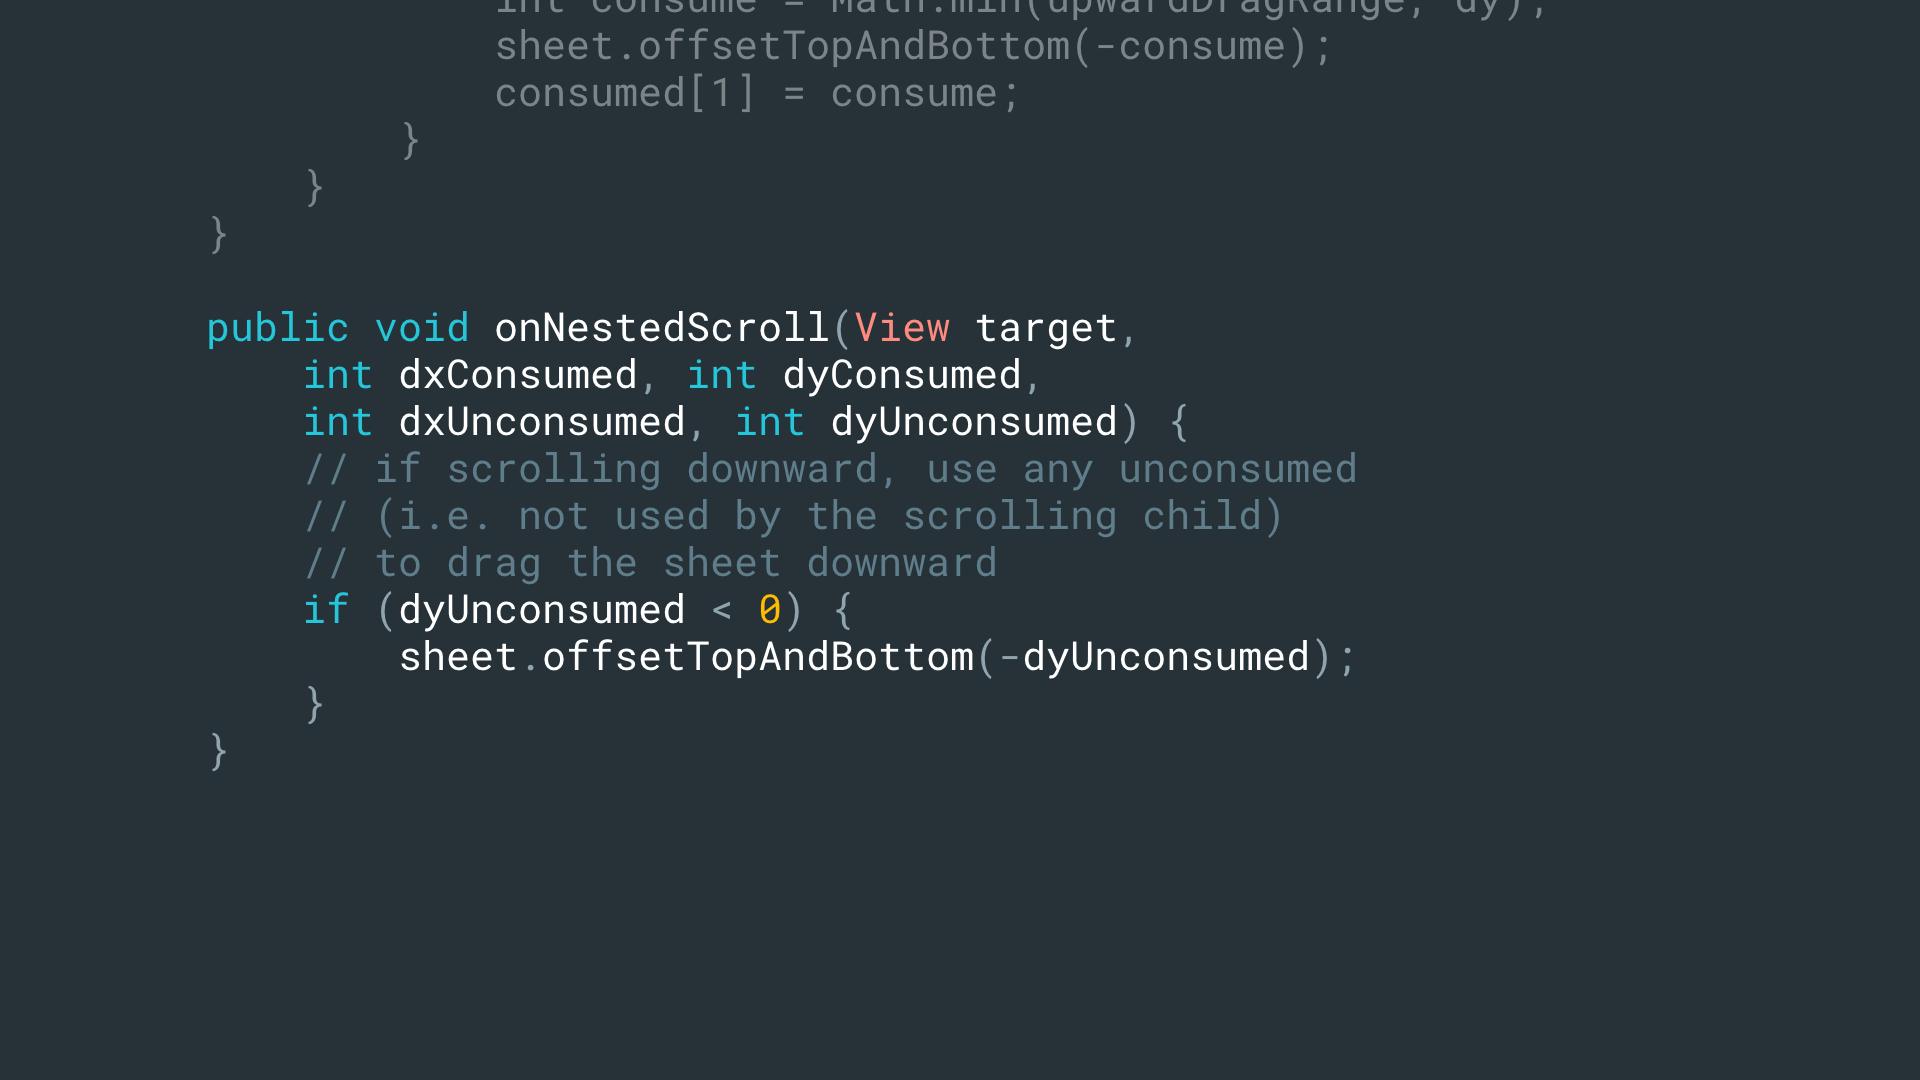 int consume = Math.min(upwardDragRange, dy);
sheet.offsetTopAndBottom(-consume);
consumed[1] = consume;
}
}
}
public void onNestedScroll(View target,
int dxConsumed, int dyConsumed,
int dxUnconsumed, int dyUnconsumed) {
// if scrolling downward, use any unconsumed
// (i.e. not used by the scrolling child)
// to drag the sheet downward
if (dyUnconsumed < 0) {
sheet.offsetTopAndBottom(-dyUnconsumed);
}
}